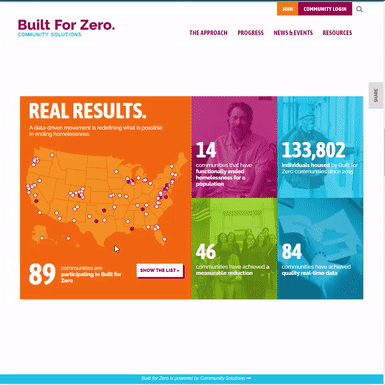 JOIN COMMUNITY LOGIN
Built For Zero.
COMMUNITY SOLUTIONS
THE APPROACH PROGRESS NEWS & EVENTS RESOURCES
SHARE
REAL RESULTS.
A data-driven movement is redefining what is possible
in ending homelessness.
14
communities that have
functionally ended
homelessness for a
population
133,802
individuals housed by Built for
Zero communities since 2015
89
communities are
participating in Built for
Zero
SHOW THE LIST »
46
communities have achieved
a measurable reduction
84
communities have achieved
quality real-time data
Built for Zero is powered by Community Solutions